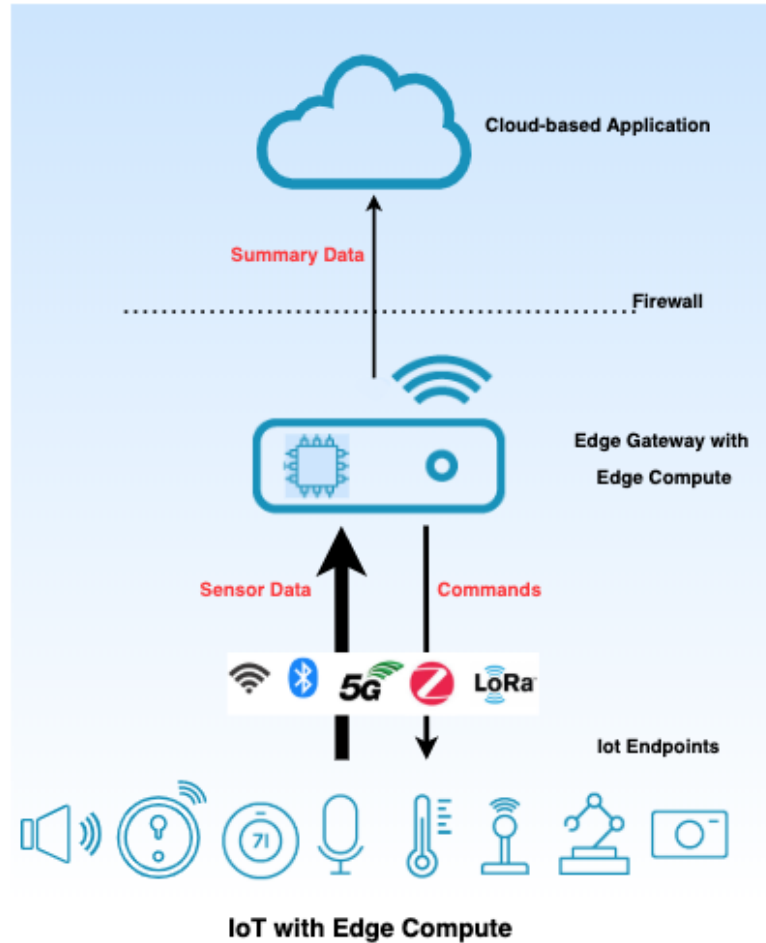 Cloud-based Application
Summary Data
Firewall
Edge Gateway with
Edge Compute
Sensor Data
Commands
5G
LoRa
Iot Endpoints
71
IoT with Edge Compute